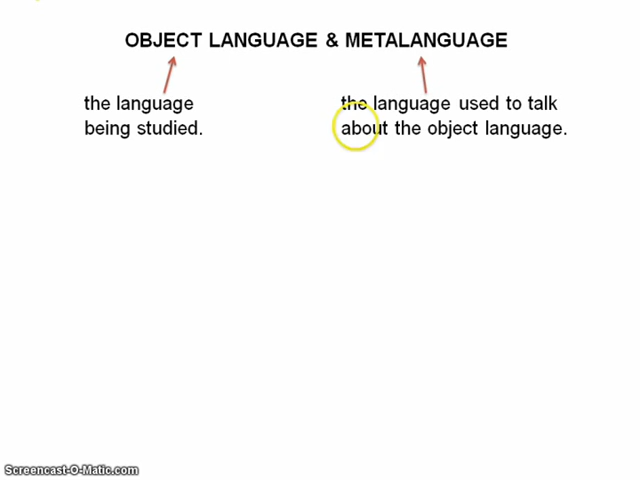 OBJECT LANGUAGE & METALANGUAGE
the language
being studied.
the language used to talk
about the object language.
Screencast-O-Matic.com